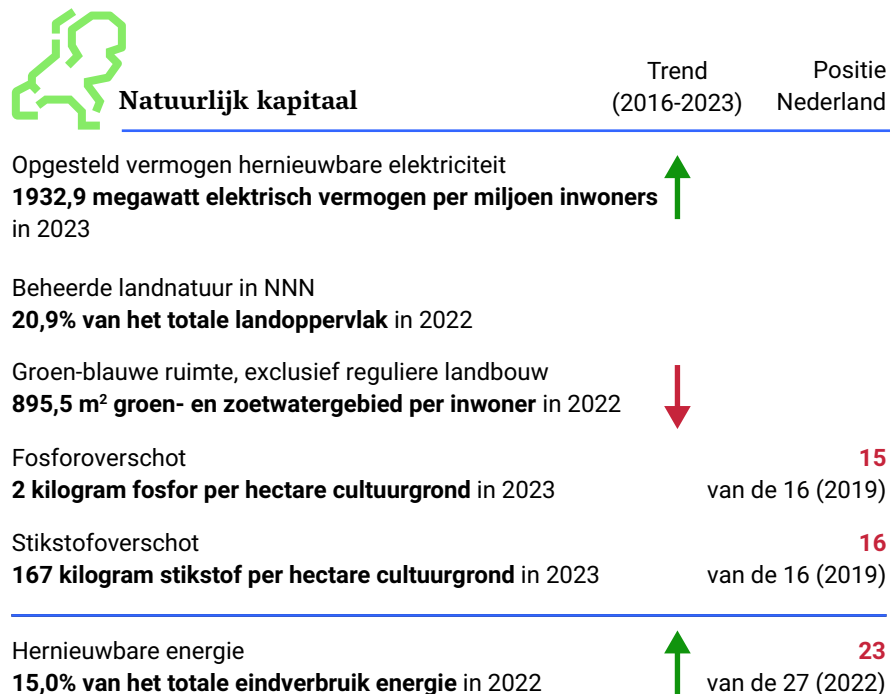 Natuurlijk kapitaal
Trend
(2016-2023)
Positie
Nederland
Opgesteld vermogen hernieuwbare elektriciteit
1932,9 megawatt elektrisch vermogen per miljoen inwoners
in 2023
Beheerde landnatuur in NNN
20,9% van het totale landoppervlak in 2022
Groen-blauwe ruimte, exclusief reguliere landbouw
895,5 m² groen- en zoetwatergebied per inwoner in 2022
Fosforoverschot
2 kilogram fosfor per hectare cultuurgrond in 2023
15
van de 16 (2019)
Stikstofoverschot
167 kilogram stikstof per hectare cultuurgrond in 2023
16
van de 16 (2019)
Hernieuwbare energie
15,0% van het totale eindverbruik energie in 2022
23
van de 27 (2022)